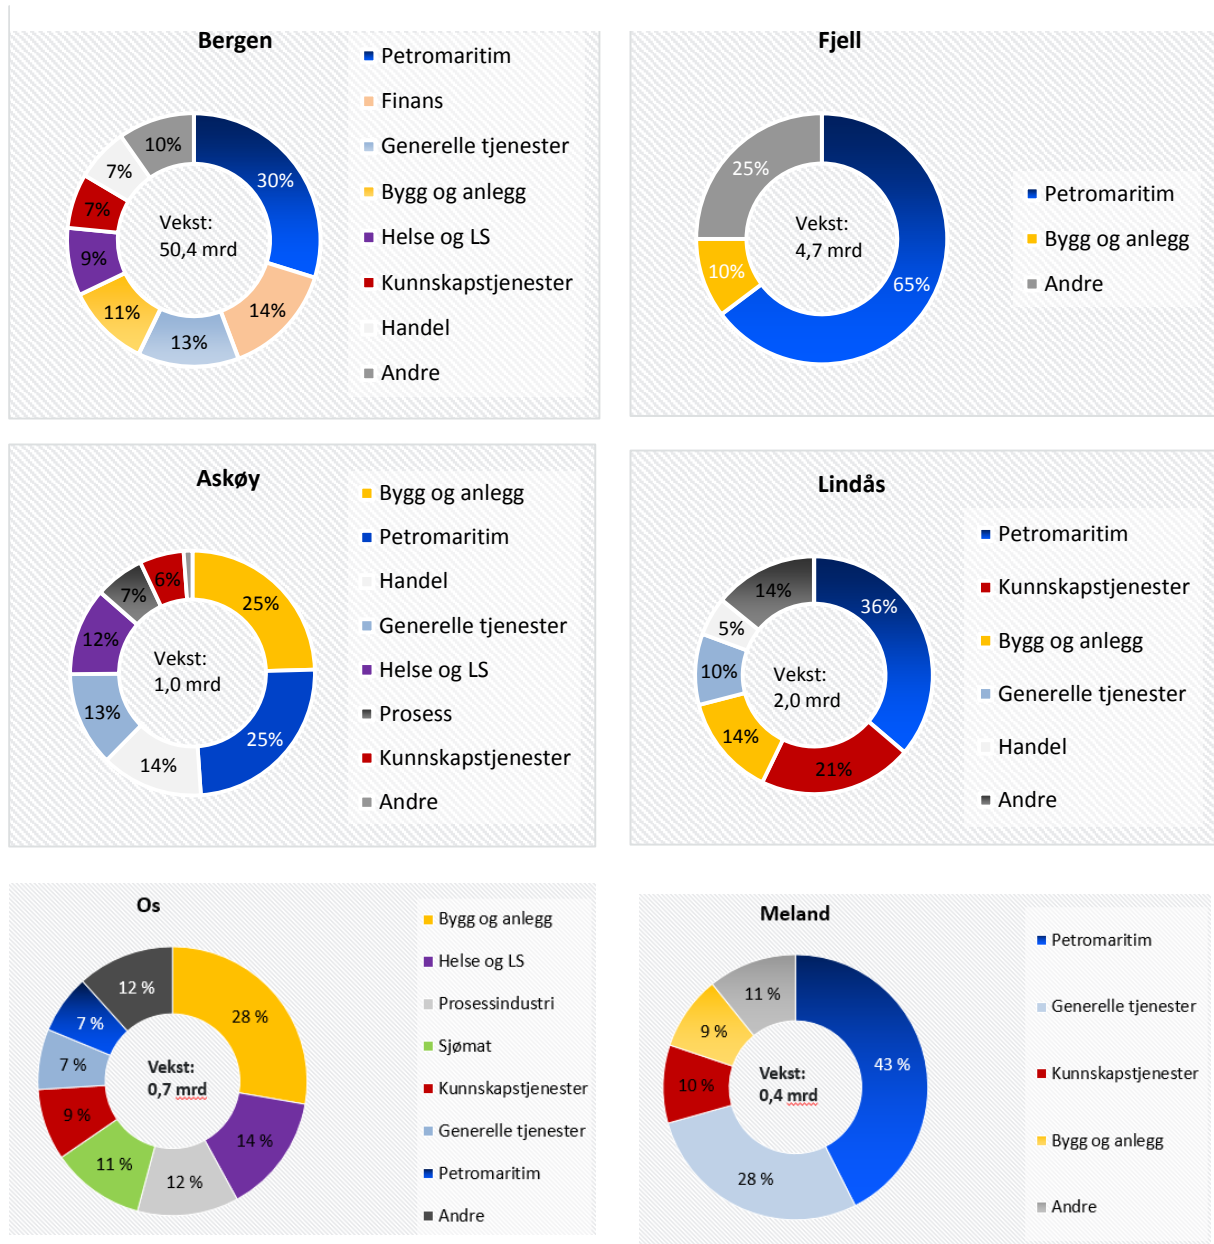 Bergen
30%
14%
13%
11%
9%
7%
7%
10%
Vekst:
50,4 mrd
Petromaritim
Finans
Generelle tjenester
Bygg og anlegg
Helse og LS
Kunnskapstjenester
Handel
Andre
Fjell
65%
10%
25%
Vekst:
4,7 mrd
Petromaritim
Bygg og anlegg
Andre
Askøy
25%
25%
14%
13%
12%
7%
6%
Vekst:
1,0 mrd
Bygg og anlegg
Petromaritim
Handel
Generelle tjenester
Helse og LS
Prosess
Kunnskapstjenester
Andre
Lindås
36%
21%
14%
10%
5%
14%
Vekst:
2,0 mrd
Petromaritim
Kunnskapstjenester
Bygg og anlegg
Generelle tjenester
Handel
Andre
Os
28 %
14 %
12 %
11 %
9 %
7 %
7 %
12 %
Vekst:
0,7 mrd
Bygg og anlegg
Helse og LS
Prosessindustri
Sjømat
Kunnskapstjenester
Generelle tjenester
Petromaritim
Andre
Meland
43 %
28 %
10 %
9 %
11 %
Vekst:
0,4 mrd
Petromaritim
Generelle tjenester
Kunnskapstjenester
Bygg og anlegg
Andre